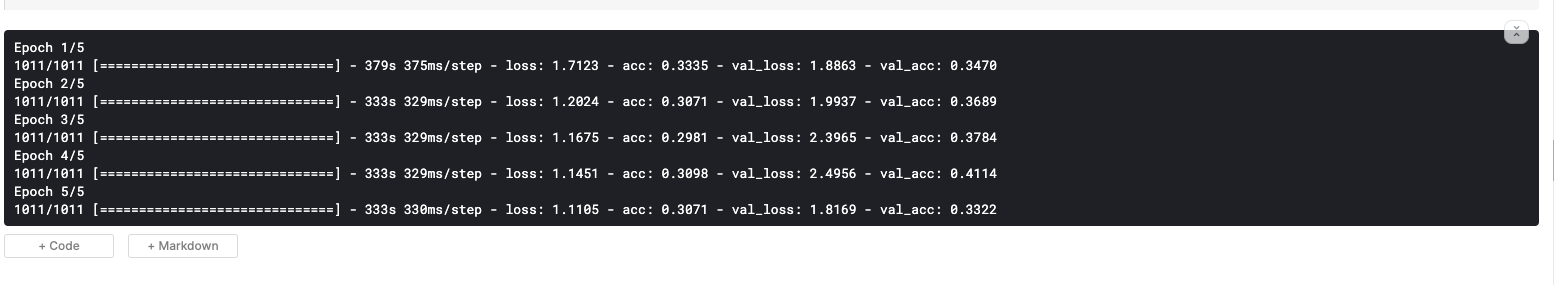 Epoch 1/5
1011/1011 [==============================] - 379s 375ms/step - loss: 1.7123 - acc: 0.3335 - val_loss: 1.8863 - val_acc: 0.3470
Epoch 2/5
1011/1011 [==============================] - 333s 329ms/step - loss: 1.2024 - acc: 0.3071 - val_loss: 1.9937 - val_acc: 0.3689
Epoch 3/5
1011/1011 [==============================] - 333s 329ms/step - loss: 1.1675 - acc: 0.2981 - val_loss: 2.3965 - val_acc: 0.3784
Epoch 4/5
1011/1011 [==============================] - 333s 329ms/step - loss: 1.1451 - acc: 0.3098 - val_loss: 2.4956 - val_acc: 0.4114
Epoch 5/5
1011/1011 [==============================] - 333s 330ms/step - loss: 1.1105 - acc: 0.3071 - val_loss: 1.8169 - val_acc: 0.3322
+ Code
+ Markdown